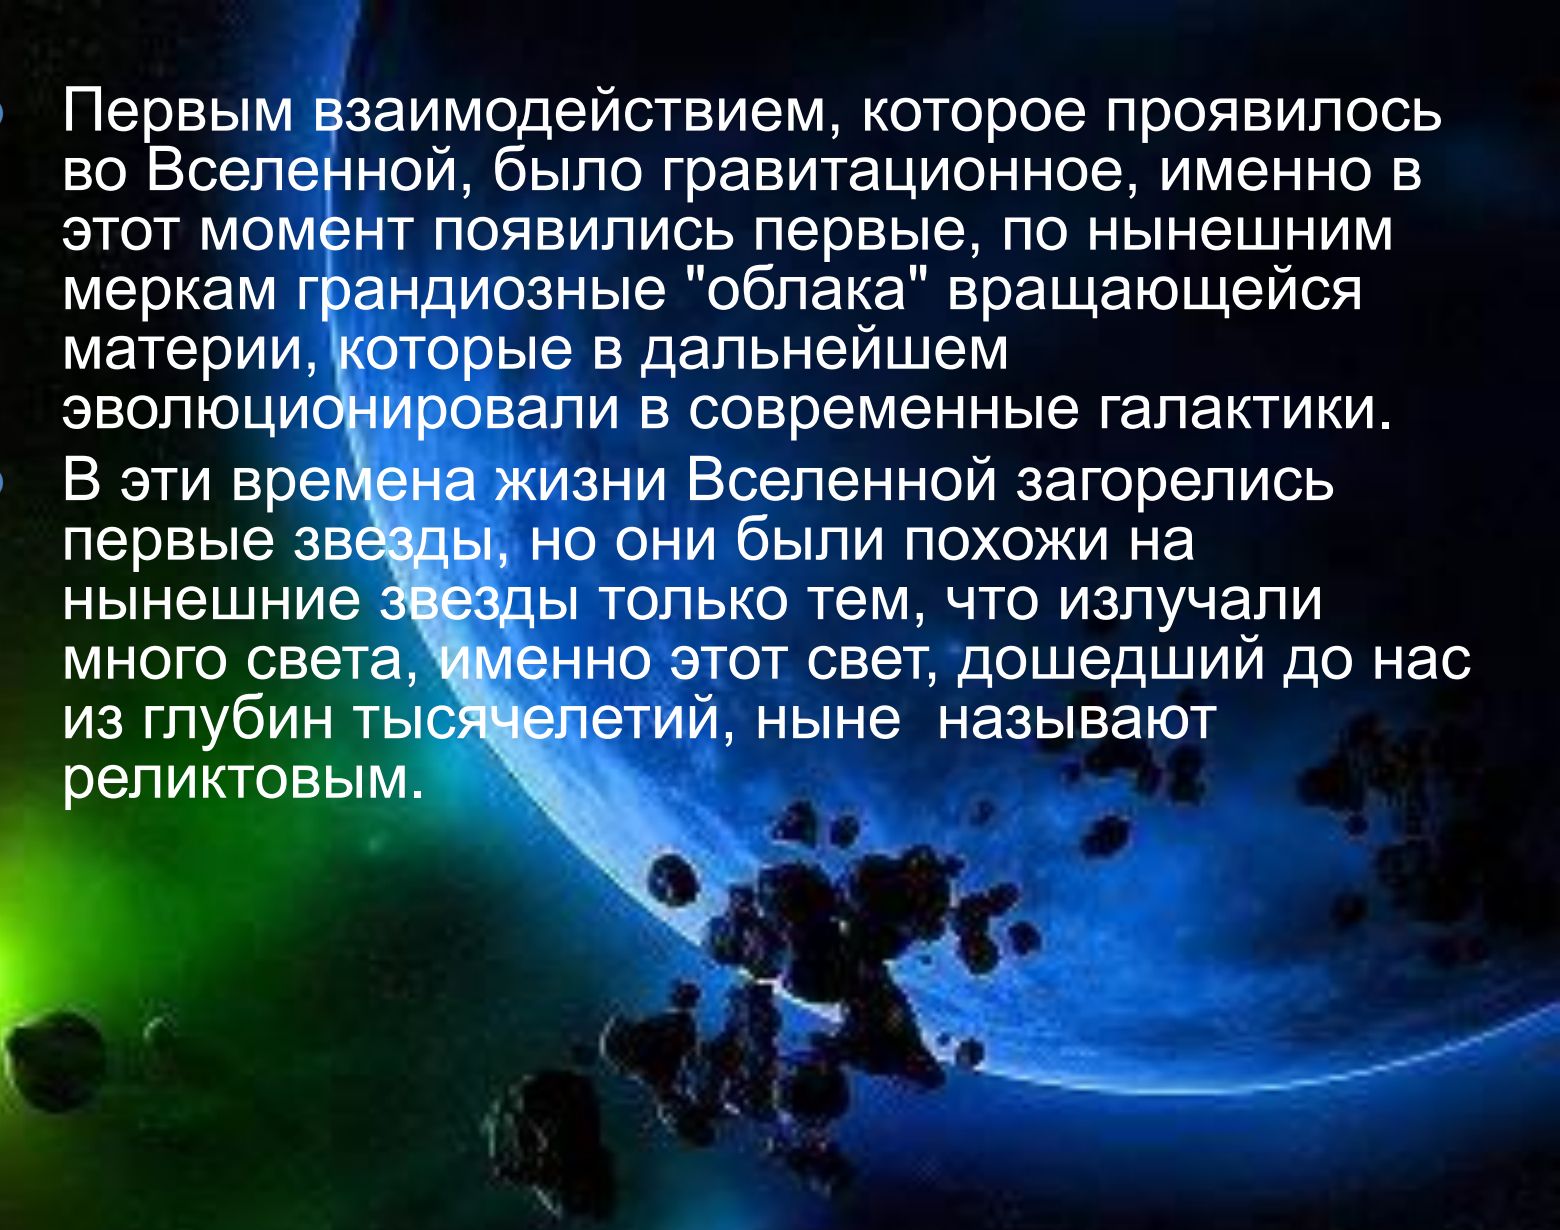 Первым взаимодействием, которое проявилось
во Вселенной, было гравитационное, именно в
этот момент появились первые, по нынешним
меркам грандиозные "облака" вращающейся
материи, которые в дальнейшем
эволюционировали в современные галактики.
В эти времена жизни Вселенной загорелись
первые звезды, но они были похожи на
нынешние звезды только тем, что излучали
много света, именно этот свет, дошедший до нас
из глубин тысячелетий, ныне  называют
реликтовым.